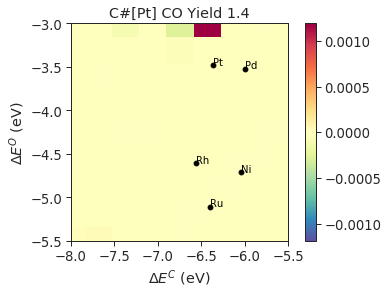 C#[Pt] CO Yield 1.4
−3.0
−3.5
−4.0
−4.5
−5.0
−5.5
ΔE^O (eV)
Pt
Pd
Rh
Ni
Ru
−8.0 −7.5 −7.0 −6.5 −6.0 −5.5
ΔE^C (eV)
0.0010
0.0005
0.0000
−0.0005
−0.0010